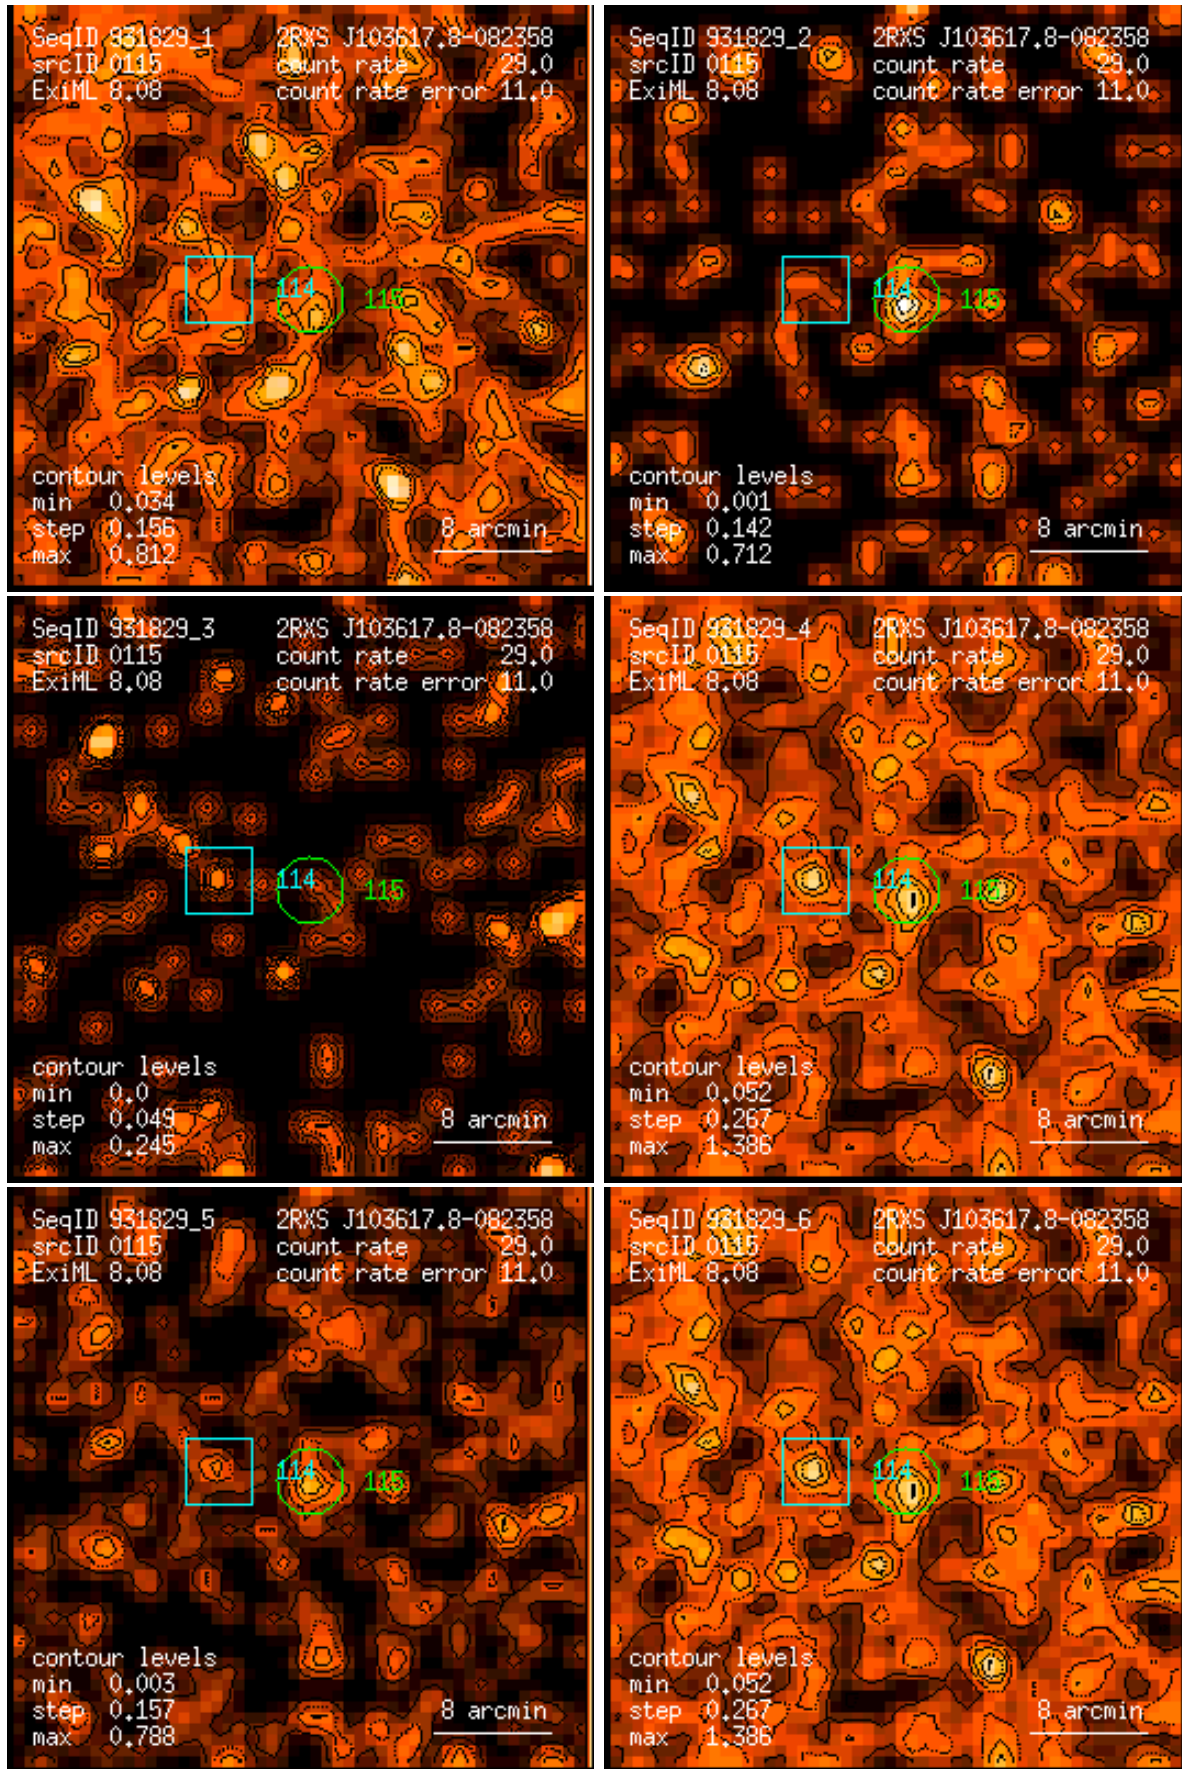 SeqID 931829_1 2RXS J103617.8-082358
srcID 0115 count rate 29.0
ExiML 8.08 count rate error 11.0
114 115
contour levels
min 0.034
step 0.156 8 arcmin
max 0.812
SeqID 931829_2 2RXS J103617.8-082358
srcID 0115 count rate 29.0
ExiML 8.08 count rate error 11.0
114 115
contour levels
min 0.001
step 0.142 8 arcmin
max 0.712
SeqID 931829_3 2RXS J103617.8-082358
srcID 0115 count rate 29.0
ExiML 8.08 count rate error 11.0
114 115
contour levels
min 0.0
step 0.049 8 arcmin
max 0.245
SeqID 931829_4 2RXS J103617.8-082358
srcID 0115 count rate 29.0
ExiML 8.08 count rate error 11.0
114 115
contour levels
min 0.052
step 0.267 8 arcmin
max 1.386
SeqID 931829_5 2RXS J103617.8-082358
srcID 0115 count rate 29.0
ExiML 8.08 count rate error 11.0
114 115
contour levels
min 0.003
step 0.157 8 arcmin
max 0.788
SeqID 931829_6 2RXS J103617.8-082358
srcID 0115 count rate 29.0
ExiML 8.08 count rate error 11.0
114 115
contour levels
min 0.052
step 0.267 8 arcmin
max 1.386